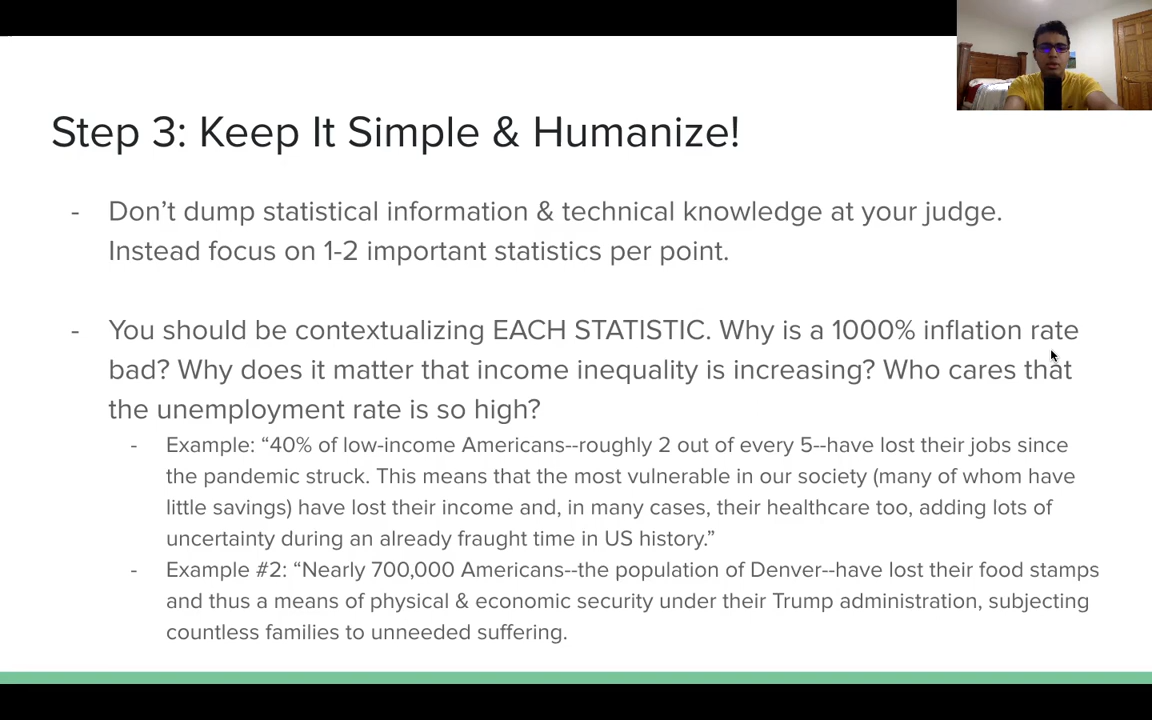 Step 3: Keep It Simple & Humanize!
- Don’t dump statistical information & technical knowledge at your judge.
Instead focus on 1-2 important statistics per point.
- You should be contextualizing EACH STATISTIC. Why is a 1000% inflation rate
bad? Why does it matter that income inequality is increasing? Who cares that
the unemployment rate is so high?
- Example: “40% of low-income Americans--roughly 2 out of every 5--have lost their jobs since
the pandemic struck. This means that the most vulnerable in our society (many of whom have
little savings) have lost their income and, in many cases, their healthcare too, adding lots of
uncertainty during an already fraught time in US history.”
- Example #2: “Nearly 700,000 Americans--the population of Denver--have lost their food stamps
and thus a means of physical & economic security under their Trump administration, subjecting
countless families to unneeded suffering.